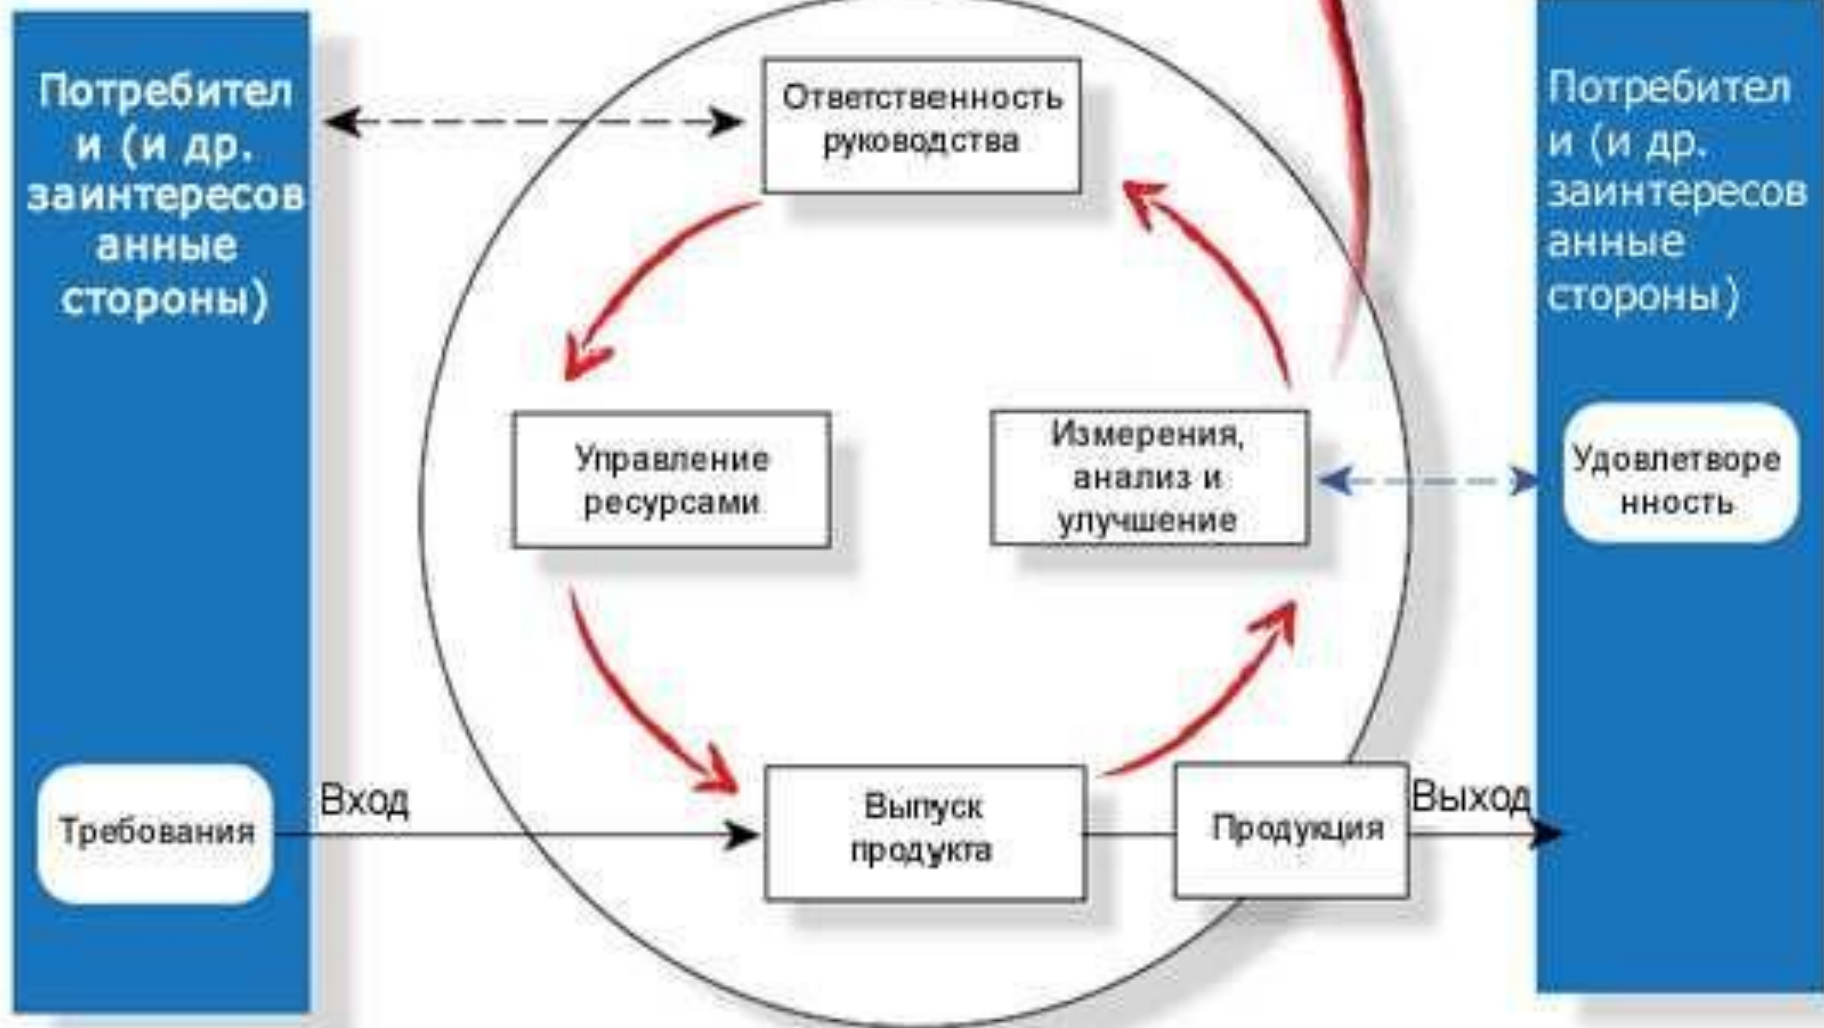 Потребител
и (и др.
заинтересов
анные
стороны)
Требования
Вход
Ответственность
руководства
Управление
ресурсами
Измерения,
анализ и
улучшение
Выпуск
продукта
Продукция
Выход
Потребител
и (и др.
заинтересов
анные
стороны)
Удовлетворе
нность